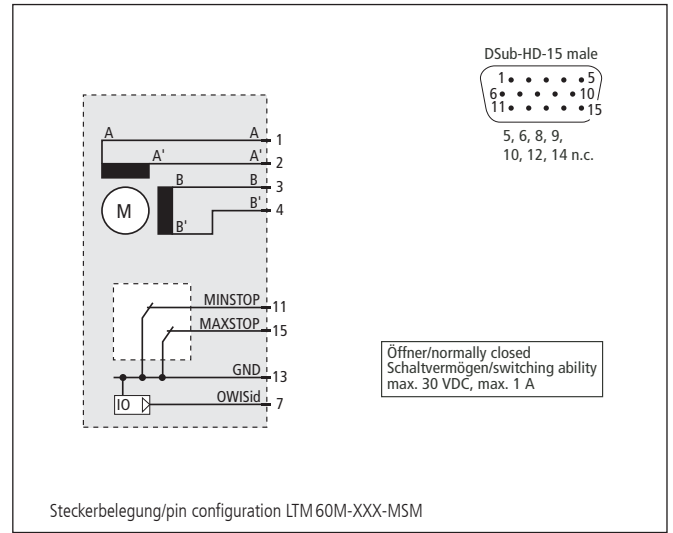 DSub-HD-15 male
1 5
6 10
11 15
5, 6, 8, 9,
10, 12, 14 n.c.
A A 1
A' A' 2
B B 3
B' B' 4
M
MINSTOP 11
MAXSTOP 15
GND 13
IO OWISid 7
Öffner/normally closed
Schaltvermögen/switching ability
max. 30 VDC, max. 1 A
Steckerbelegung/pin configuration LTM 60M-XXX-MSM